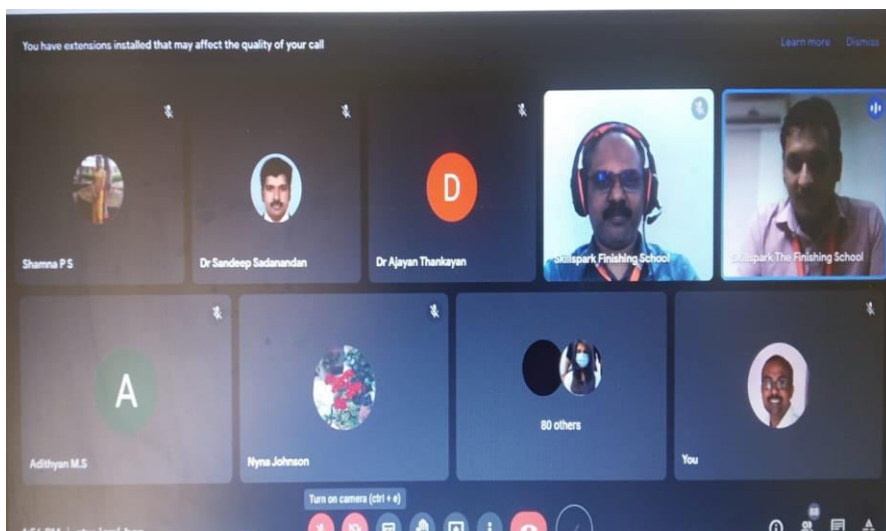 You have extensions installed that may affect the quality of your call
Learn more Dismiss
Shamna P S
Dr Sandeep Sadanandan
D
Dr Ajayan Thankayan
Skillspark Finishing School
Skillspark The Finishing School
A
Adithyan M.S
Nyna Johnson
80 others
You
Turn on camera (ctrl + e)
88